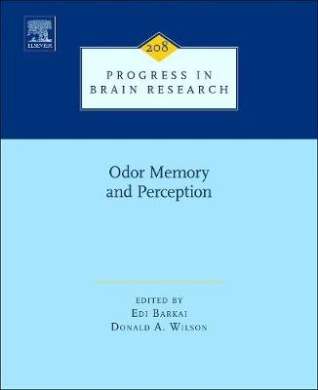 ELSEVIER
208
PROGRESS IN
BRAIN RESEARCH
Odor Memory
and Perception
EDITED BY
EDI BARKAI
DONALD A. WILSON